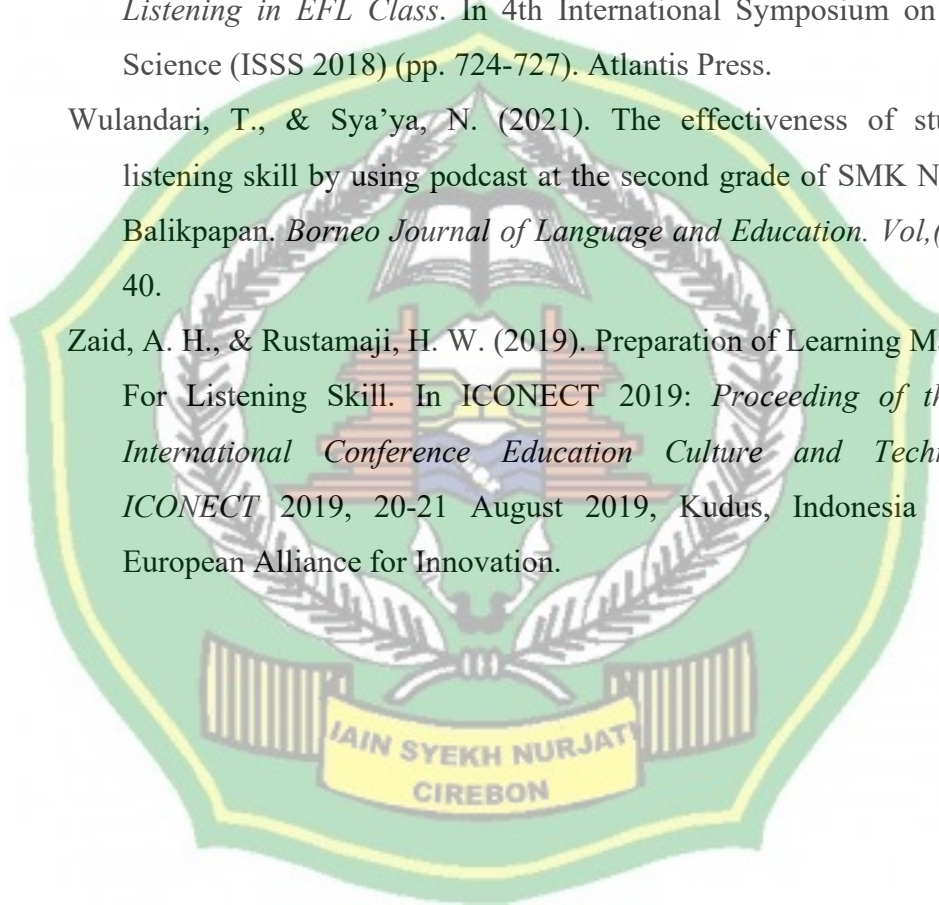 Listening in EFL Class. In 4th International Symposium on
Science (ISSS 2018) (pp. 724-727). Atlantis Press.
Wulandari, T., & Sya’ya, N. (2021). The effectiveness of
listening skill by using podcast at the second grade of SMK
Balikpapan. Borneo Journal of Language and Education. Vol,(
40.
Zaid, A. H., & Rustamaji, H. W. (2019). Preparation of Learning
For Listening Skill. In ICONECT 2019: Proceeding of
International Conference Education Culture and
ICONECT 2019, 20-21 August 2019, Kudus, Indonesia
European Alliance for Innovation.
IAIN SYEKH NURJATI
CIREBON